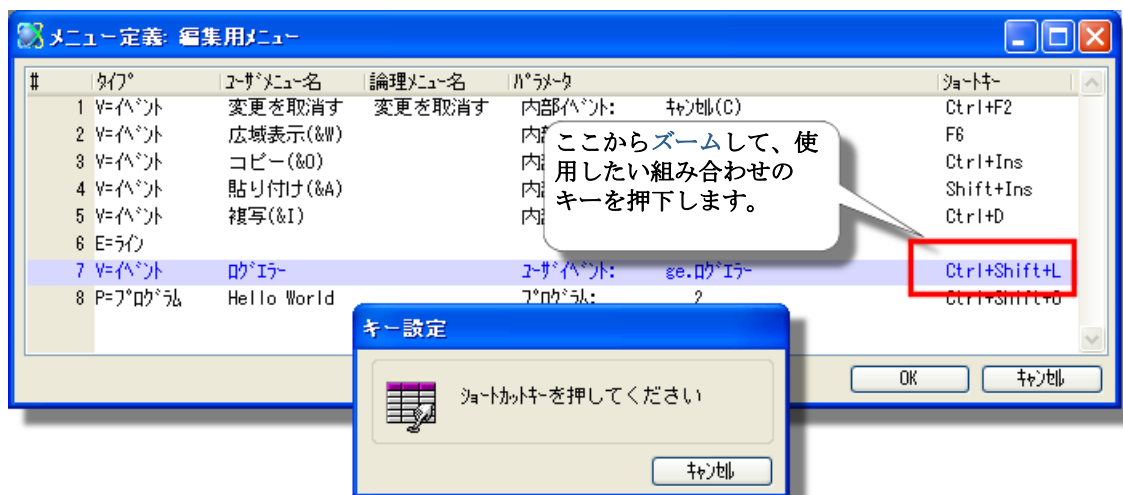 メニュー定義: 編集用ﾒﾆｭｰ
# ﾀｲﾌﾟ ﾕｰｻﾞﾒﾆｭｰ名 論理ﾒﾆｭｰ名 ﾊﾟﾗﾒｰﾀ ｼｮｰﾄｷｰ
1 V=ｲﾍﾞﾝﾄ 変更を取消す 変更を取消す 内部ｲﾍﾞﾝﾄ: ｷｬﾝｾﾙ(C) Ctrl+F2
2 V=ｲﾍﾞﾝﾄ 広域表示(&W) F6
3 V=ｲﾍﾞﾝﾄ コピー(&O) Ctrl+Ins
4 V=ｲﾍﾞﾝﾄ 貼り付け(&A) Shift+Ins
5 V=ｲﾍﾞﾝﾄ 複写(&I) Ctrl+D
6 E=ﾗｲﾝ
7 V=ｲﾍﾞﾝﾄ ﾛｸﾞｴﾗｰ ﾕｰｻﾞｲﾍﾞﾝﾄ: ge.ﾛｸﾞｴﾗｰ Ctrl+Shift+L
8 P=ﾌﾟﾛｸﾞﾗﾑ Hello World ﾌﾟﾛｸﾞﾗﾑ: 2
ここからズームして、使
用したい組み合わせの
キーを押下します。
OK ｷｬﾝｾﾙ
キー設定
ｼｮｰﾄｶｯﾄｷｰを押してください
ｷｬﾝｾﾙ